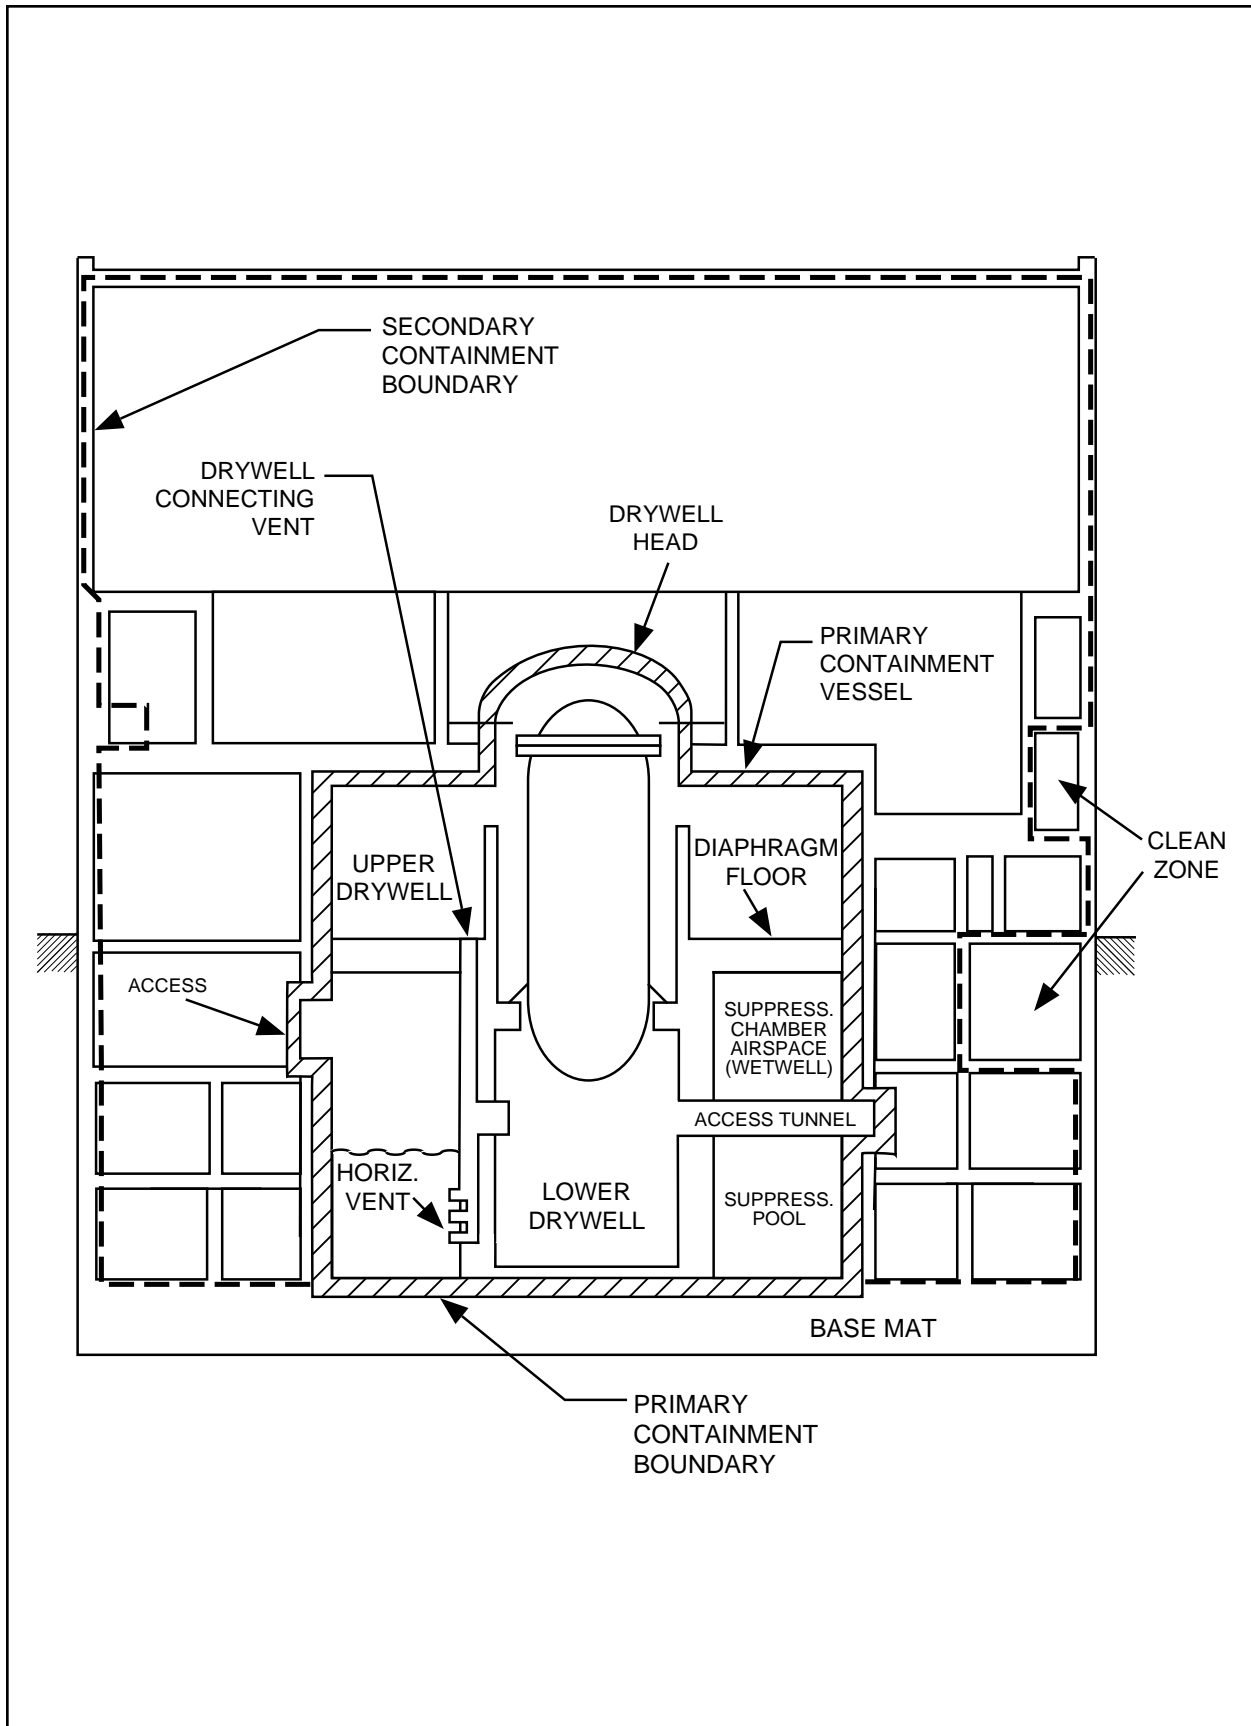 SECONDARY
CONTAINMENT
BOUNDARY
DRYWELL
CONNECTING
VENT
DRYWELL
HEAD
PRIMARY
CONTAINMENT
VESSEL
UPPER
DRYWELL
DIAPHRAGM
FLOOR
CLEAN
ZONE
ACCESS
SUPPRESS.
CHAMBER
AIRSPACE
(WETWELL)
ACCESS TUNNEL
HORIZ.
VENT
LOWER
DRYWELL
SUPPRESS.
POOL
BASE MAT
PRIMARY
CONTAINMENT
BOUNDARY